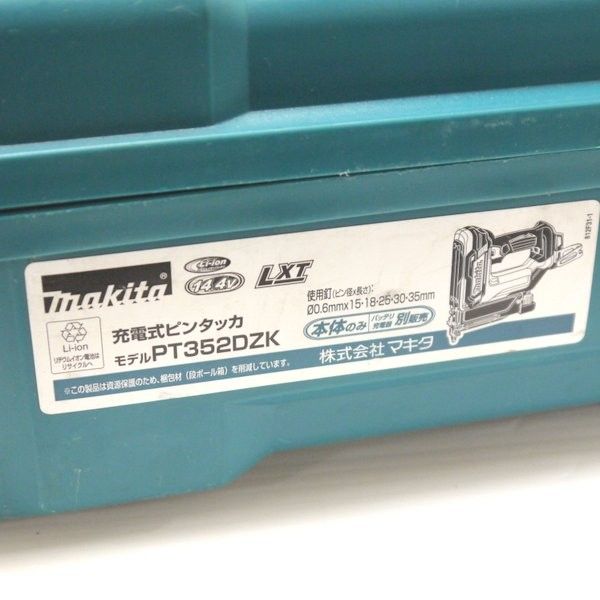 makita®
Li-ion
14.4V
LXT
Li-ion
リチウムイオン電池は
リサイクルへ
充電式ピンタッカ
モデルPT352DZK
使用釘(ピン径x長さ):
Ø0.6mmx15・18・25・30・35mm
本体のみ バッテリ 充電器 別販売
株式会社マキタ
※この製品は資源保護のため、梱包材(段ボール箱)を削減しています。
812F31-1